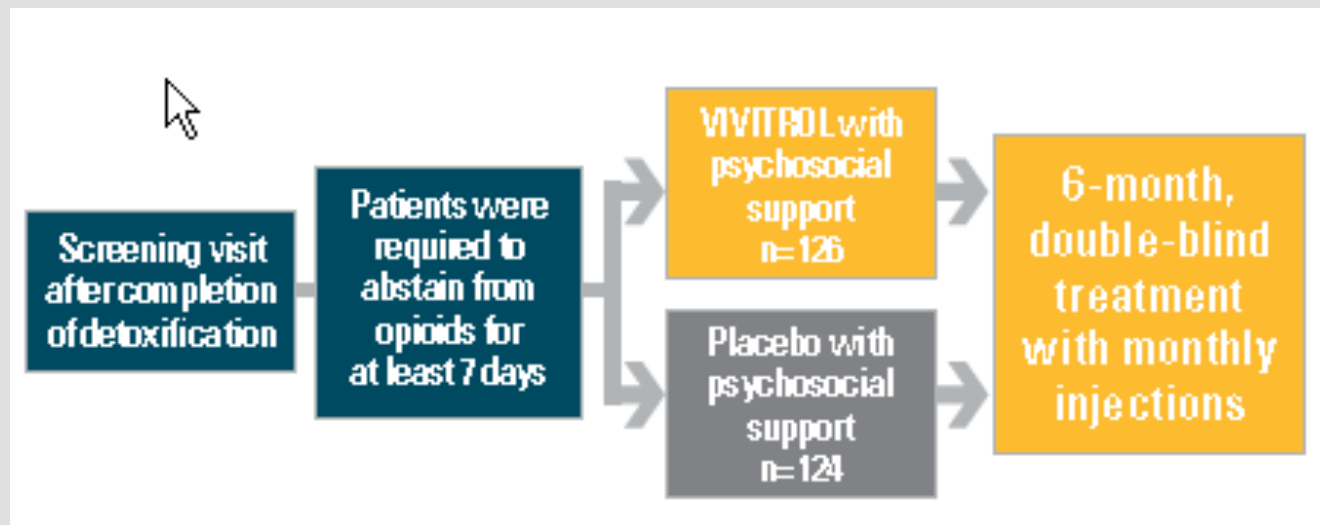 Screening visit
after completion
of detoxification
Patients were
required to
abstain from
opioids for
at least 7 days
VIVITROL with
psychosocial
support
n=126
Placebo with
psychosocial
support
n=124
6-month,
double-blind
treatment
with monthly
injections